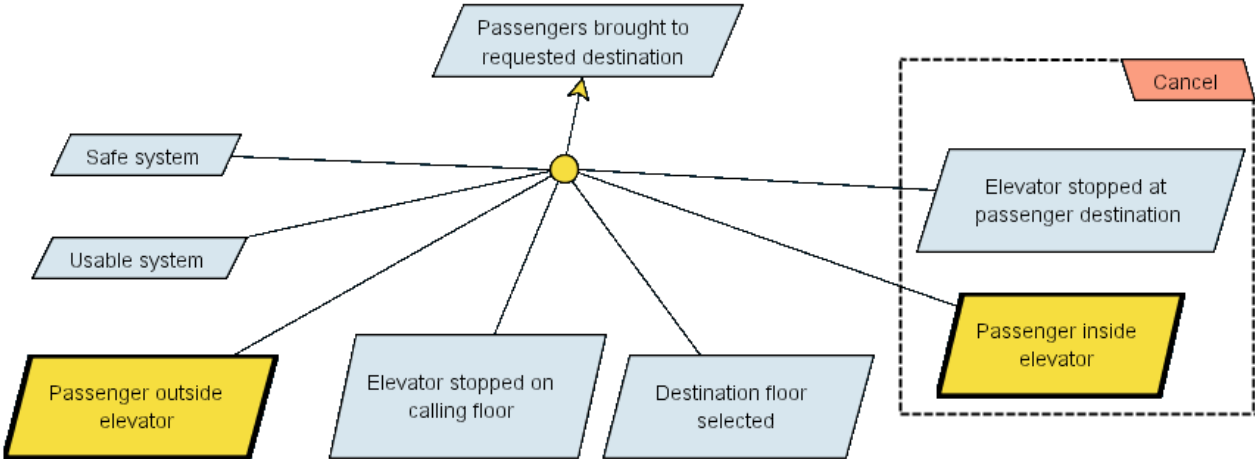 Passengers brought to
requested destination
Cancel
Safe system
Elevator stopped at
passenger destination
Usable system
Passenger inside
elevator
Passenger outside
elevator
Elevator stopped on
calling floor
Destination floor
selected